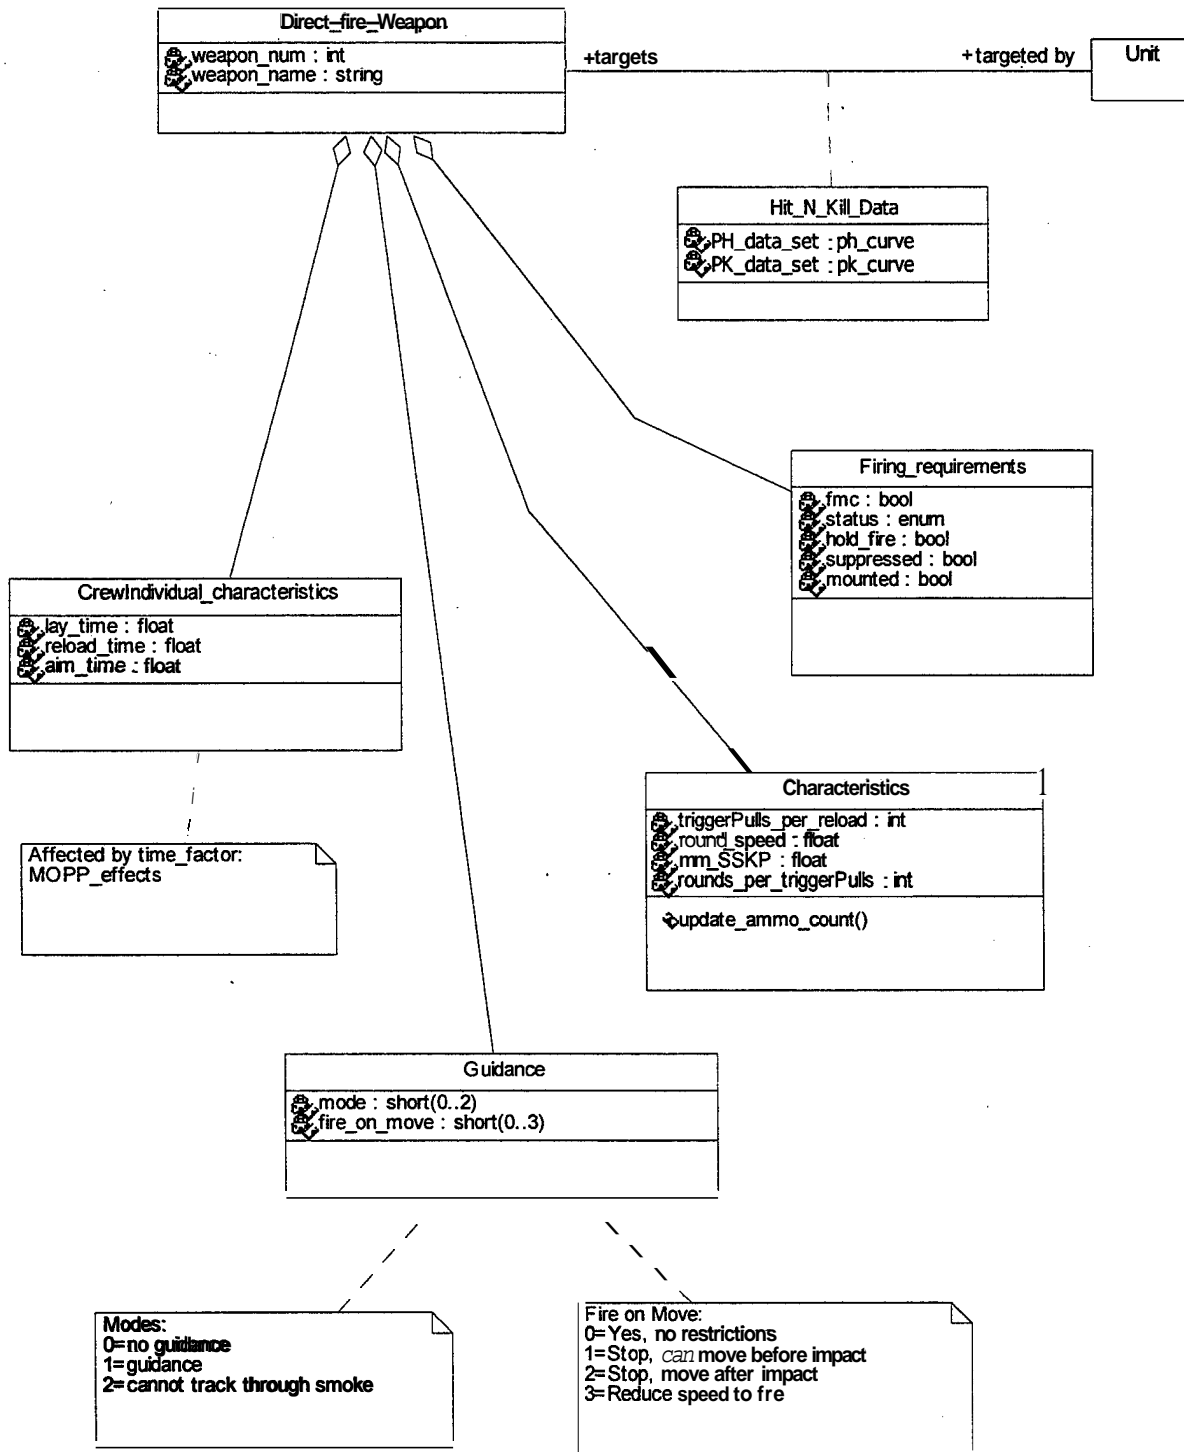 Direct_fire_Weapon
weapon_num : int
weapon_name : string
+targets
+targeted by
Unit
Hit_N_Kill_Data
PH_data_set : ph_curve
PK_data_set : pk_curve
Firing_requirements
fmc : bool
status : enum
hold_fire : bool
suppressed : bool
mounted : bool
CrewIndividual_characteristics
lay_time : float
reload_time : float
aim_time : float
Characteristics
1
triggerPulls_per_reload : int
round_speed : float
mm_SSKP : float
rounds_per_triggerPulls : int
update_ammo_count()
Affected by time_factor:
MOPP_effects
Guidance
mode : short(0..2)
fire_on_move : short(0..3)
Modes:
0=no guidance
1=guidance
2=cannot track through smoke
Fire on Move:
0=Yes, no restrictions
1=Stop, can move before impact
2=Stop, move after impact
3=Reduce speed to fre